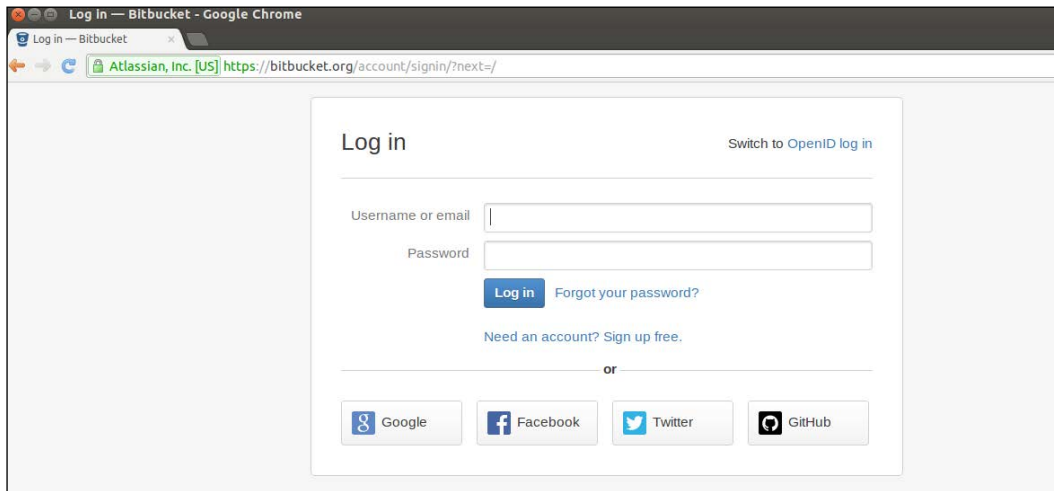 Log in — Bitbucket - Google Chrome
Log in — Bitbucket
Atlassian, Inc. [US] https://bitbucket.org/account/signin/?next=/
Log in
Switch to OpenID log in
Username or email
Password
Log in Forgot your password?
Need an account? Sign up free.
or
Google Facebook Twitter GitHub